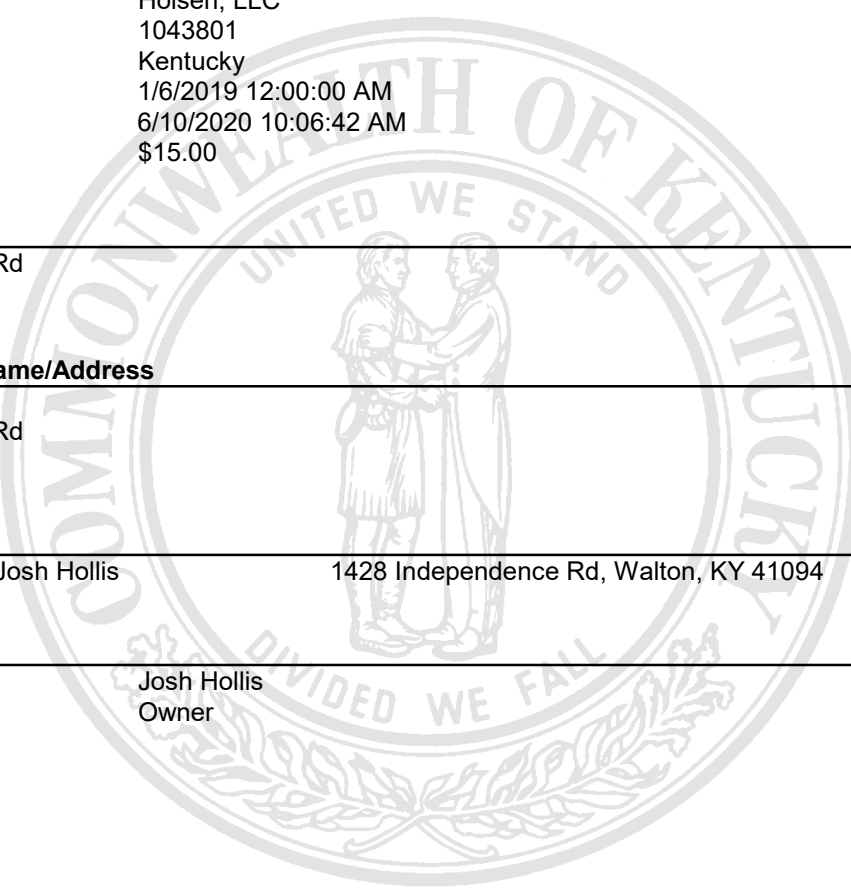 Holsen, LLC
1043801
Kentucky
1/6/2019 12:00:00 AM
6/10/2020 10:06:42 AM
$15.00
Rd
ame/Address
Rd
Josh Hollis 1428 Independence Rd, Walton, KY 41094
Josh Hollis
Owner
COMMONWEALTH OF KENTUCKY
UNITED WE STAND
DIVIDED WE FALL